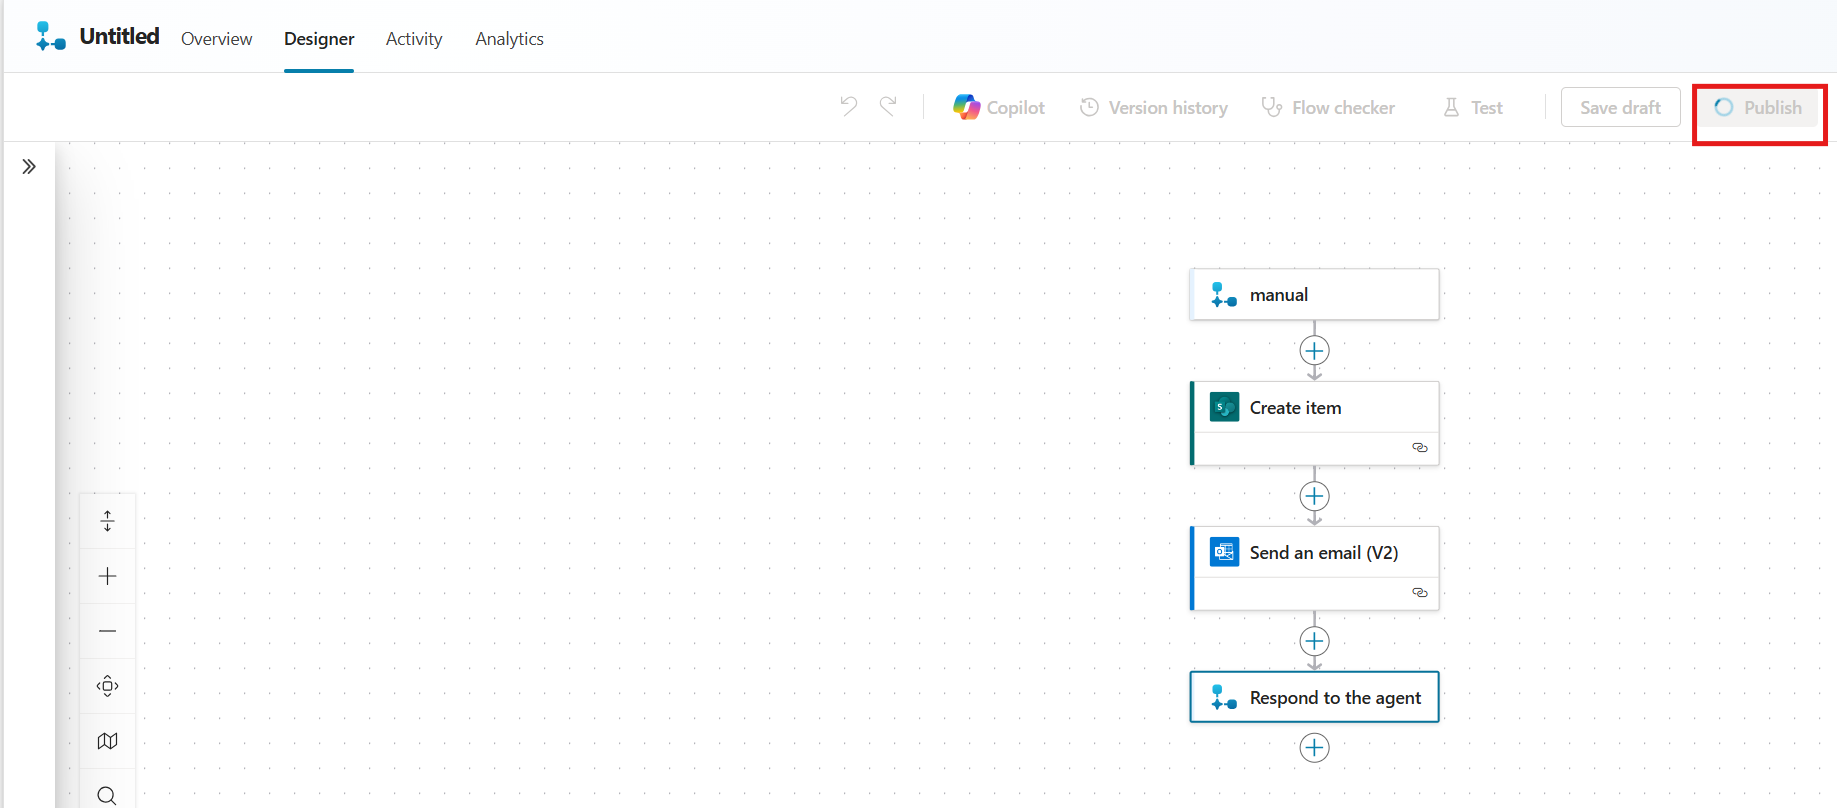 Untitled Overview Designer Activity Analytics
Copilot Version history Flow checker Test Save draft Publish
manual
Create item
Send an email (V2)
Respond to the agent